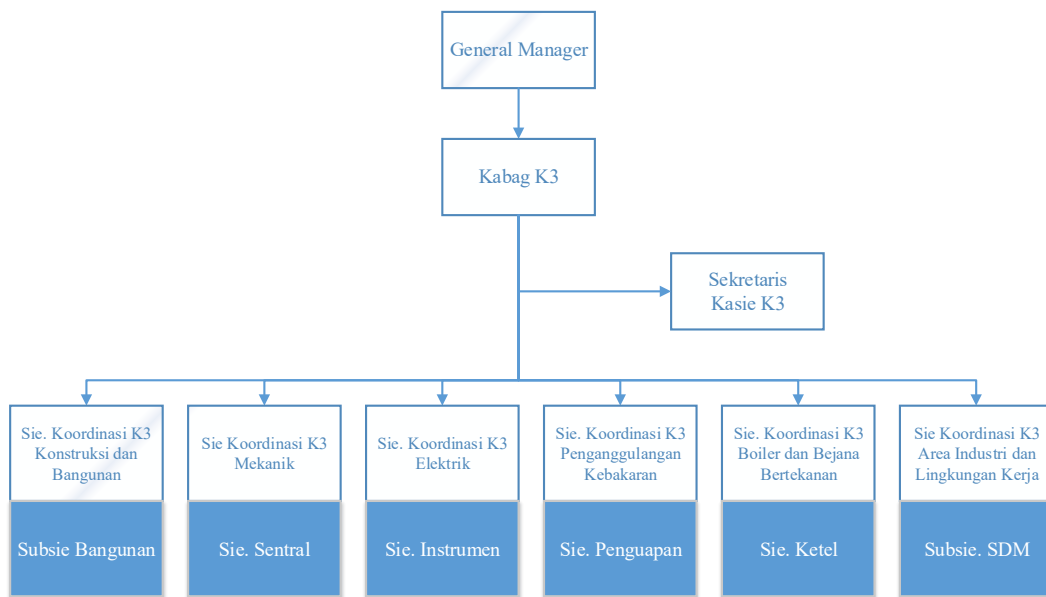 General Manager
Kabag K3
Sekretaris
Kasie K3
Sie. Koordinasi K3
Konstruksi dan
Bangunan
Sie Koordinasi K3
Mekanik
Sie. Koordinasi K3
Elektrik
Sie. Koordinasi K3
Penganggulangan
Kebakaran
Sie. Koordinasi K3
Boiler dan Bejana
Bertekanan
Sie Koordinasi K3
Area Industri dan
Lingkungan Kerja
Subsie Bangunan
Sie. Sentral
Sie. Instrumen
Sie. Penguapan
Sie. Ketel
Subsie. SDM